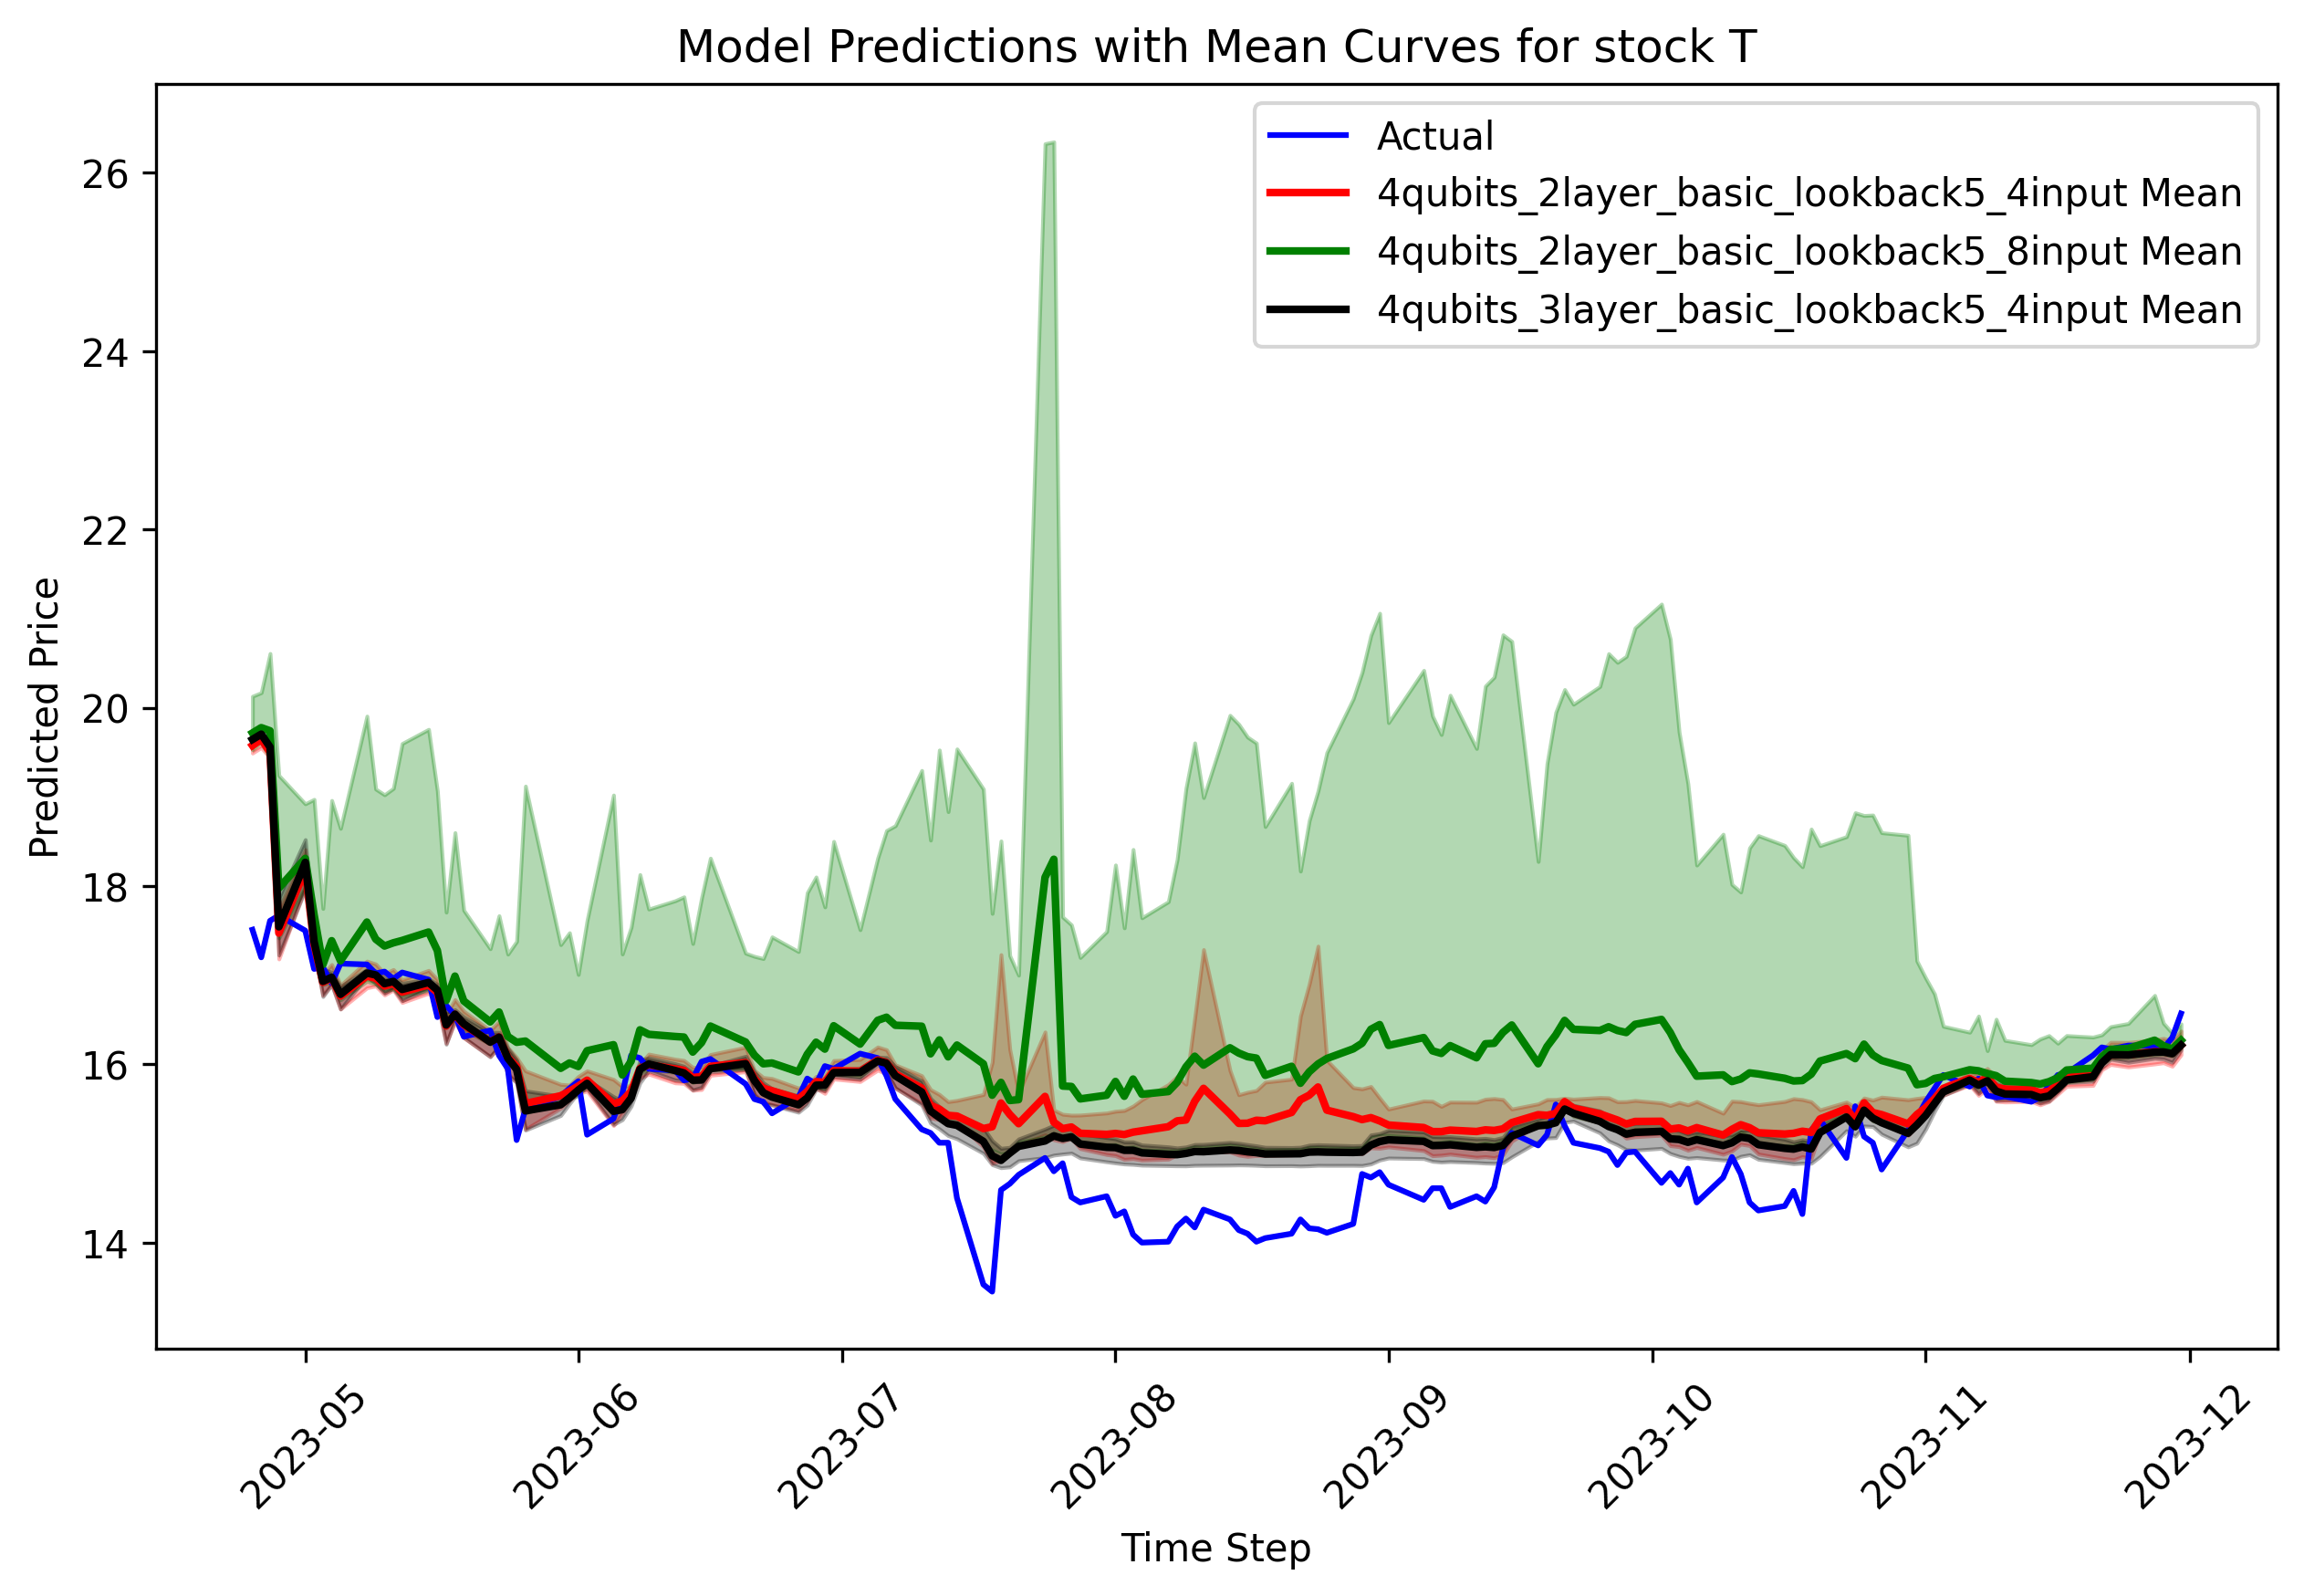 Model Predictions with Mean Curves for stock T
Actual
4qubits_2layer_basic_lookback5_4input Mean
4qubits_2layer_basic_lookback5_8input Mean
4qubits_3layer_basic_lookback5_4input Mean
Predicted Price
26
24
22
20
18
16
14
2023-05
2023-06
2023-07
2023-08
2023-09
2023-10
2023-11
2023-12
Time Step